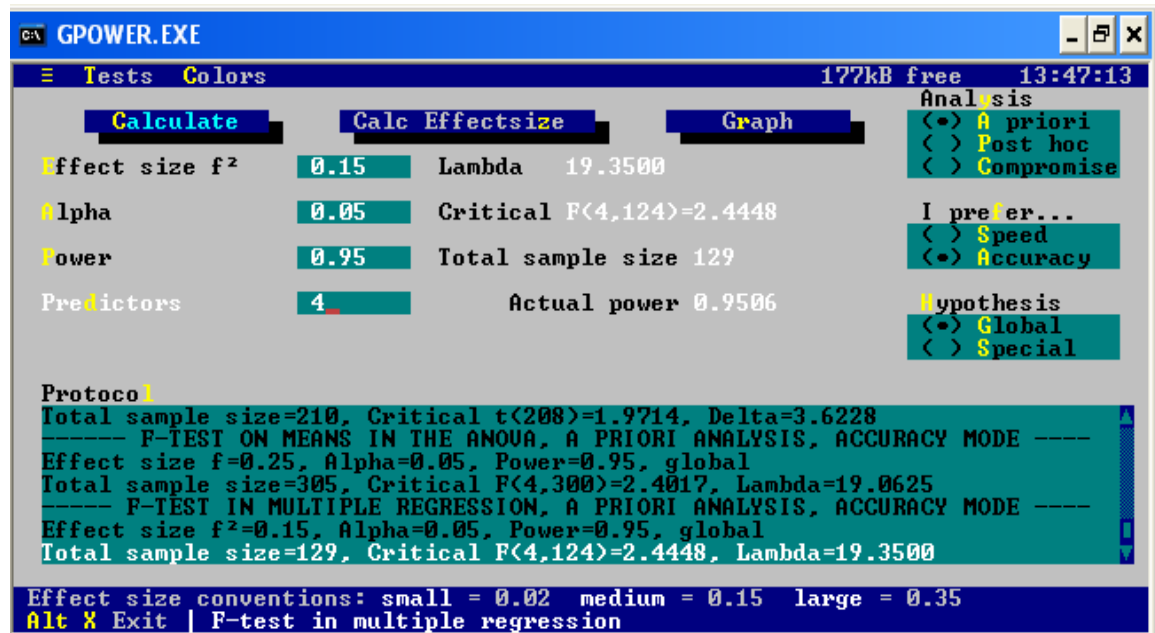 GPOWER.EXE
≡ Tests Colors 177kB free 13:47:13
Calculate Calc Effectsize Graph
Analysis
(•) A priori
( ) Post hoc
( ) Compromise
Effect size f² 0.15 Lambda 19.3500
Alpha 0.05 Critical F(4,124)=2.4448
I prefer...
( ) Speed
(•) Accuracy
Power 0.95 Total sample size 129
Predictors 4_ Actual power 0.9506
Hypothesis
(•) Global
( ) Special
Protocol
Total sample size=210, Critical t(208)=1.9714, Delta=3.6228
------ F-TEST ON MEANS IN THE ANOVA, A PRIORI ANALYSIS, ACCURACY MODE ----
Effect size f=0.25, Alpha=0.05, Power=0.95, global
Total sample size=305, Critical F(4,300)=2.4017, Lambda=19.0625
----- F-TEST IN MULTIPLE REGRESSION, A PRIORI ANALYSIS, ACCURACY MODE ----
Effect size f²=0.15, Alpha=0.05, Power=0.95, global
Total sample size=129, Critical F(4,124)=2.4448, Lambda=19.3500
Effect size conventions: small = 0.02 medium = 0.15 large = 0.35
Alt X Exit | F-test in multiple regression